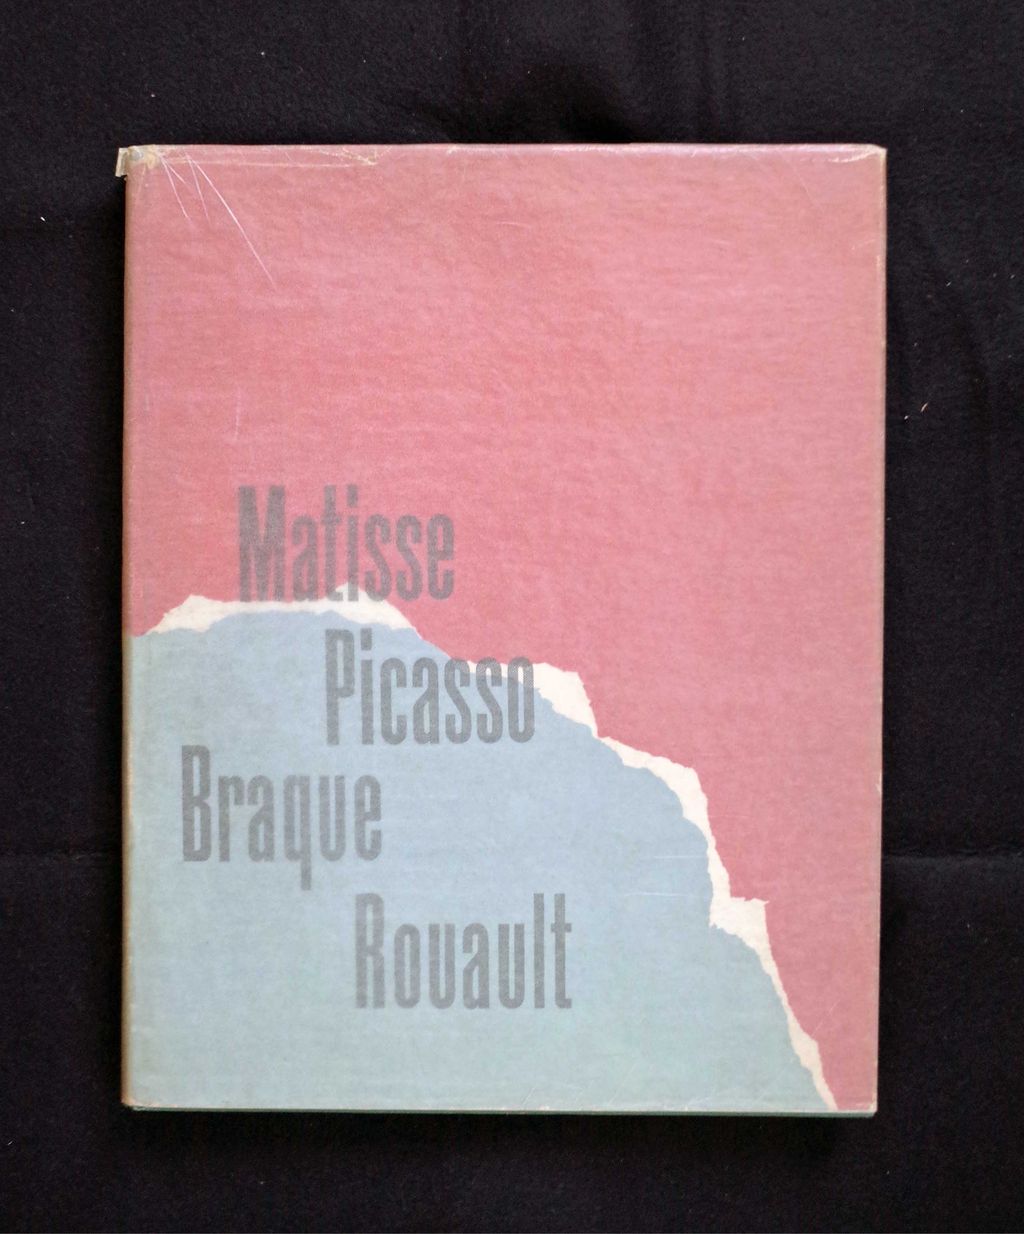 Matisse
Picasso
Braque
Rouault